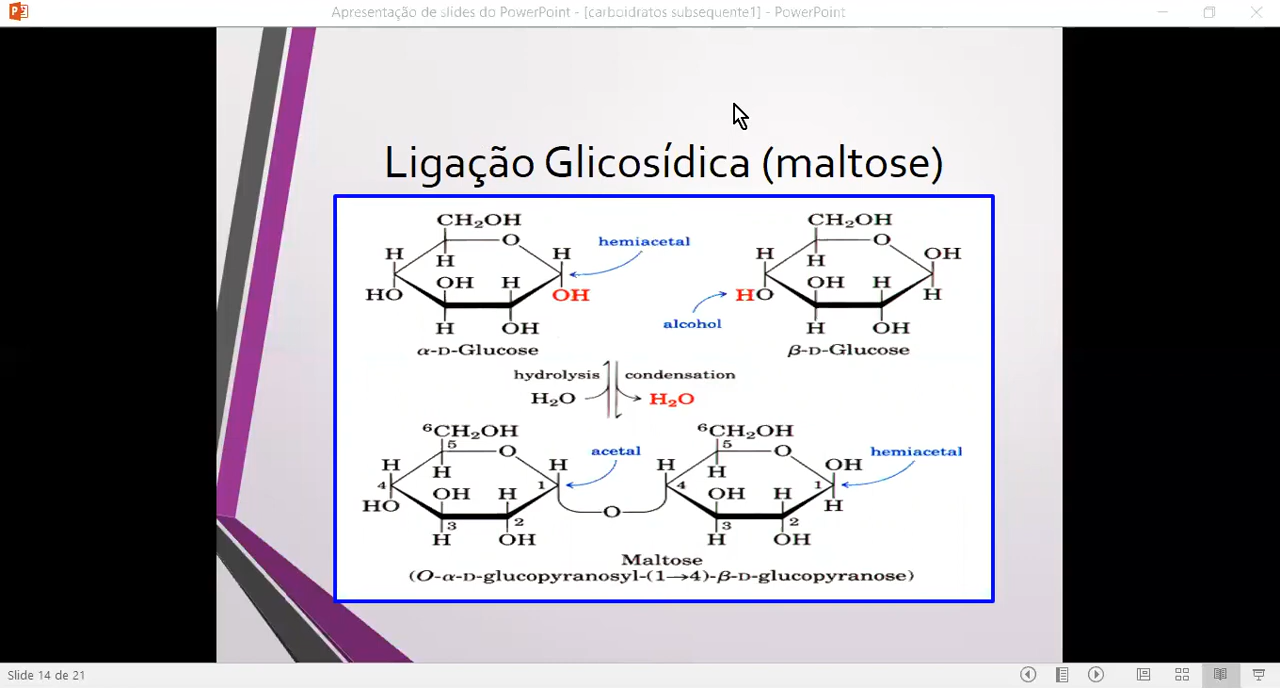 Apresentação de slides do PowerPoint - [carboidratos subsequente1] - PowerPoint
Ligação Glicosídica (maltose)
CH₂OH CH₂OH
O hemiacetal O
H H H OH
H H
OH H OH H
HO OH HO H
alcohol
H OH H OH
α-D-Glucose β-D-Glucose
hydrolysis condensation
H₂O H₂O
⁶CH₂OH ⁶CH₂OH
5 O acetal 5 O hemiacetal
H H H OH
H H
4 OH H 1 4 OH H 1
HO O H
3 2 3 2
H OH H OH
Maltose
(O-α-D-glucopyranosyl-(1→4)-β-D-glucopyranose)
Slide 14 de 21